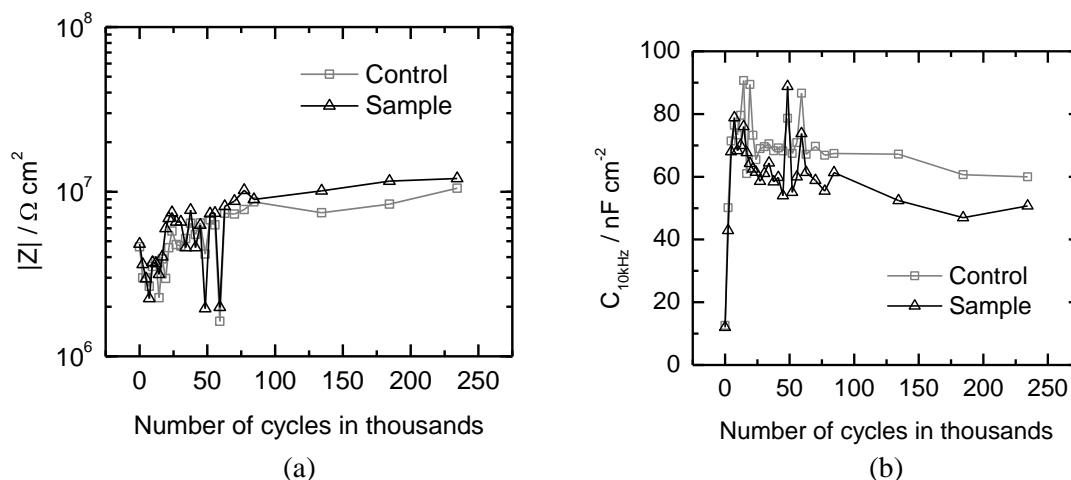 10^8
10^7
10^6
|Z| / Ω cm^2
Control
Sample
0 50 100 150 200 250
Number of cycles in thousands
(a)
100
80
60
40
20
0
C_10kHz / nF cm^-2
Control
Sample
0 50 100 150 200 250
Number of cycles in thousands
(b)